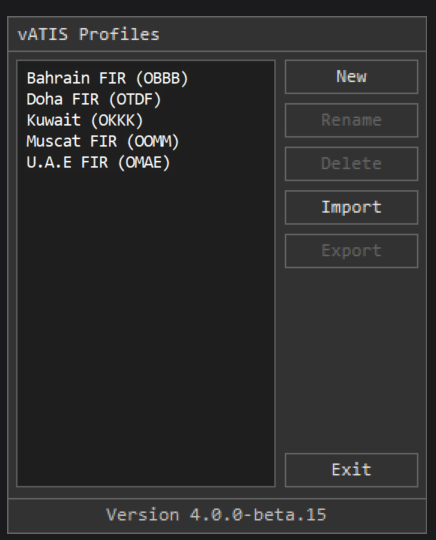 vATIS Profiles
Bahrain FIR (OBBB)
Doha FIR (OTDF)
Kuwait (OKKK)
Muscat FIR (OOMM)
U.A.E FIR (OMAE)
New
Rename
Delete
Import
Export
Exit
Version 4.0.0-beta.15